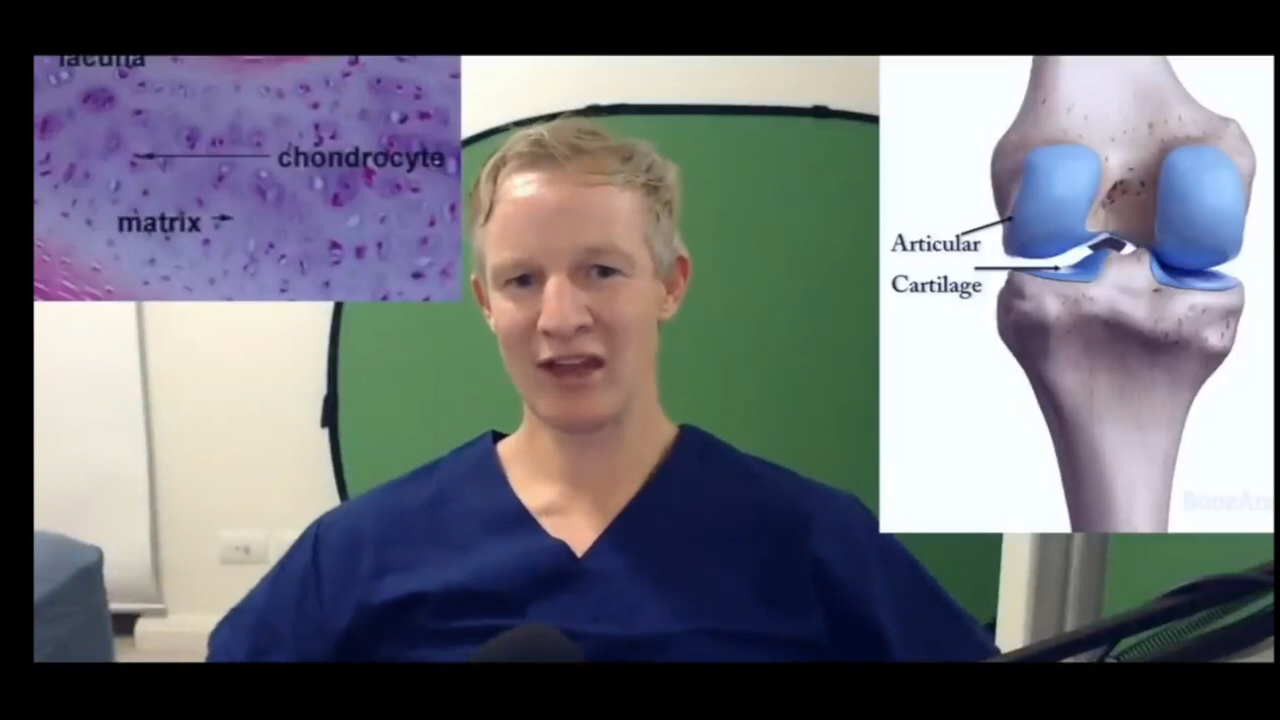 lacuna
chondrocyte
matrix
Articular
Cartilage